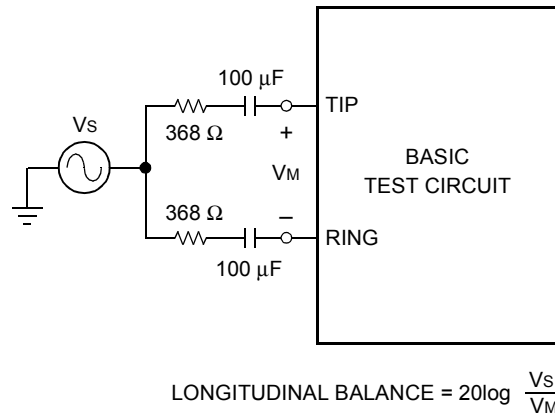 100 μF
TIP
VS
368 Ω
+
VM
BASIC
TEST CIRCUIT
368 Ω
–
RING
100 μF
LONGITUDINAL BALANCE = 20log VS
VM